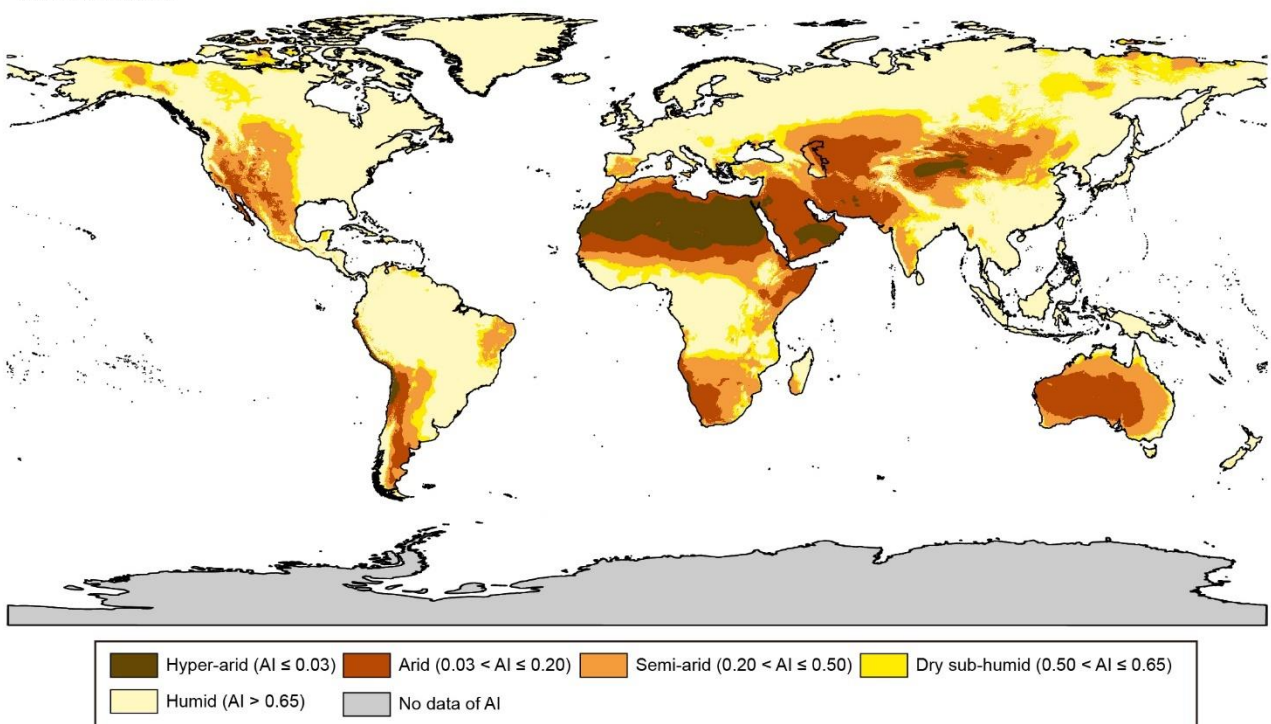 Hyper-arid (AI ≤ 0.03) Arid (0.03 < AI ≤ 0.20) Semi-arid (0.20 < AI ≤ 0.50) Dry sub-humid (0.50 < AI ≤ 0.65)
Humid (AI > 0.65) No data of AI